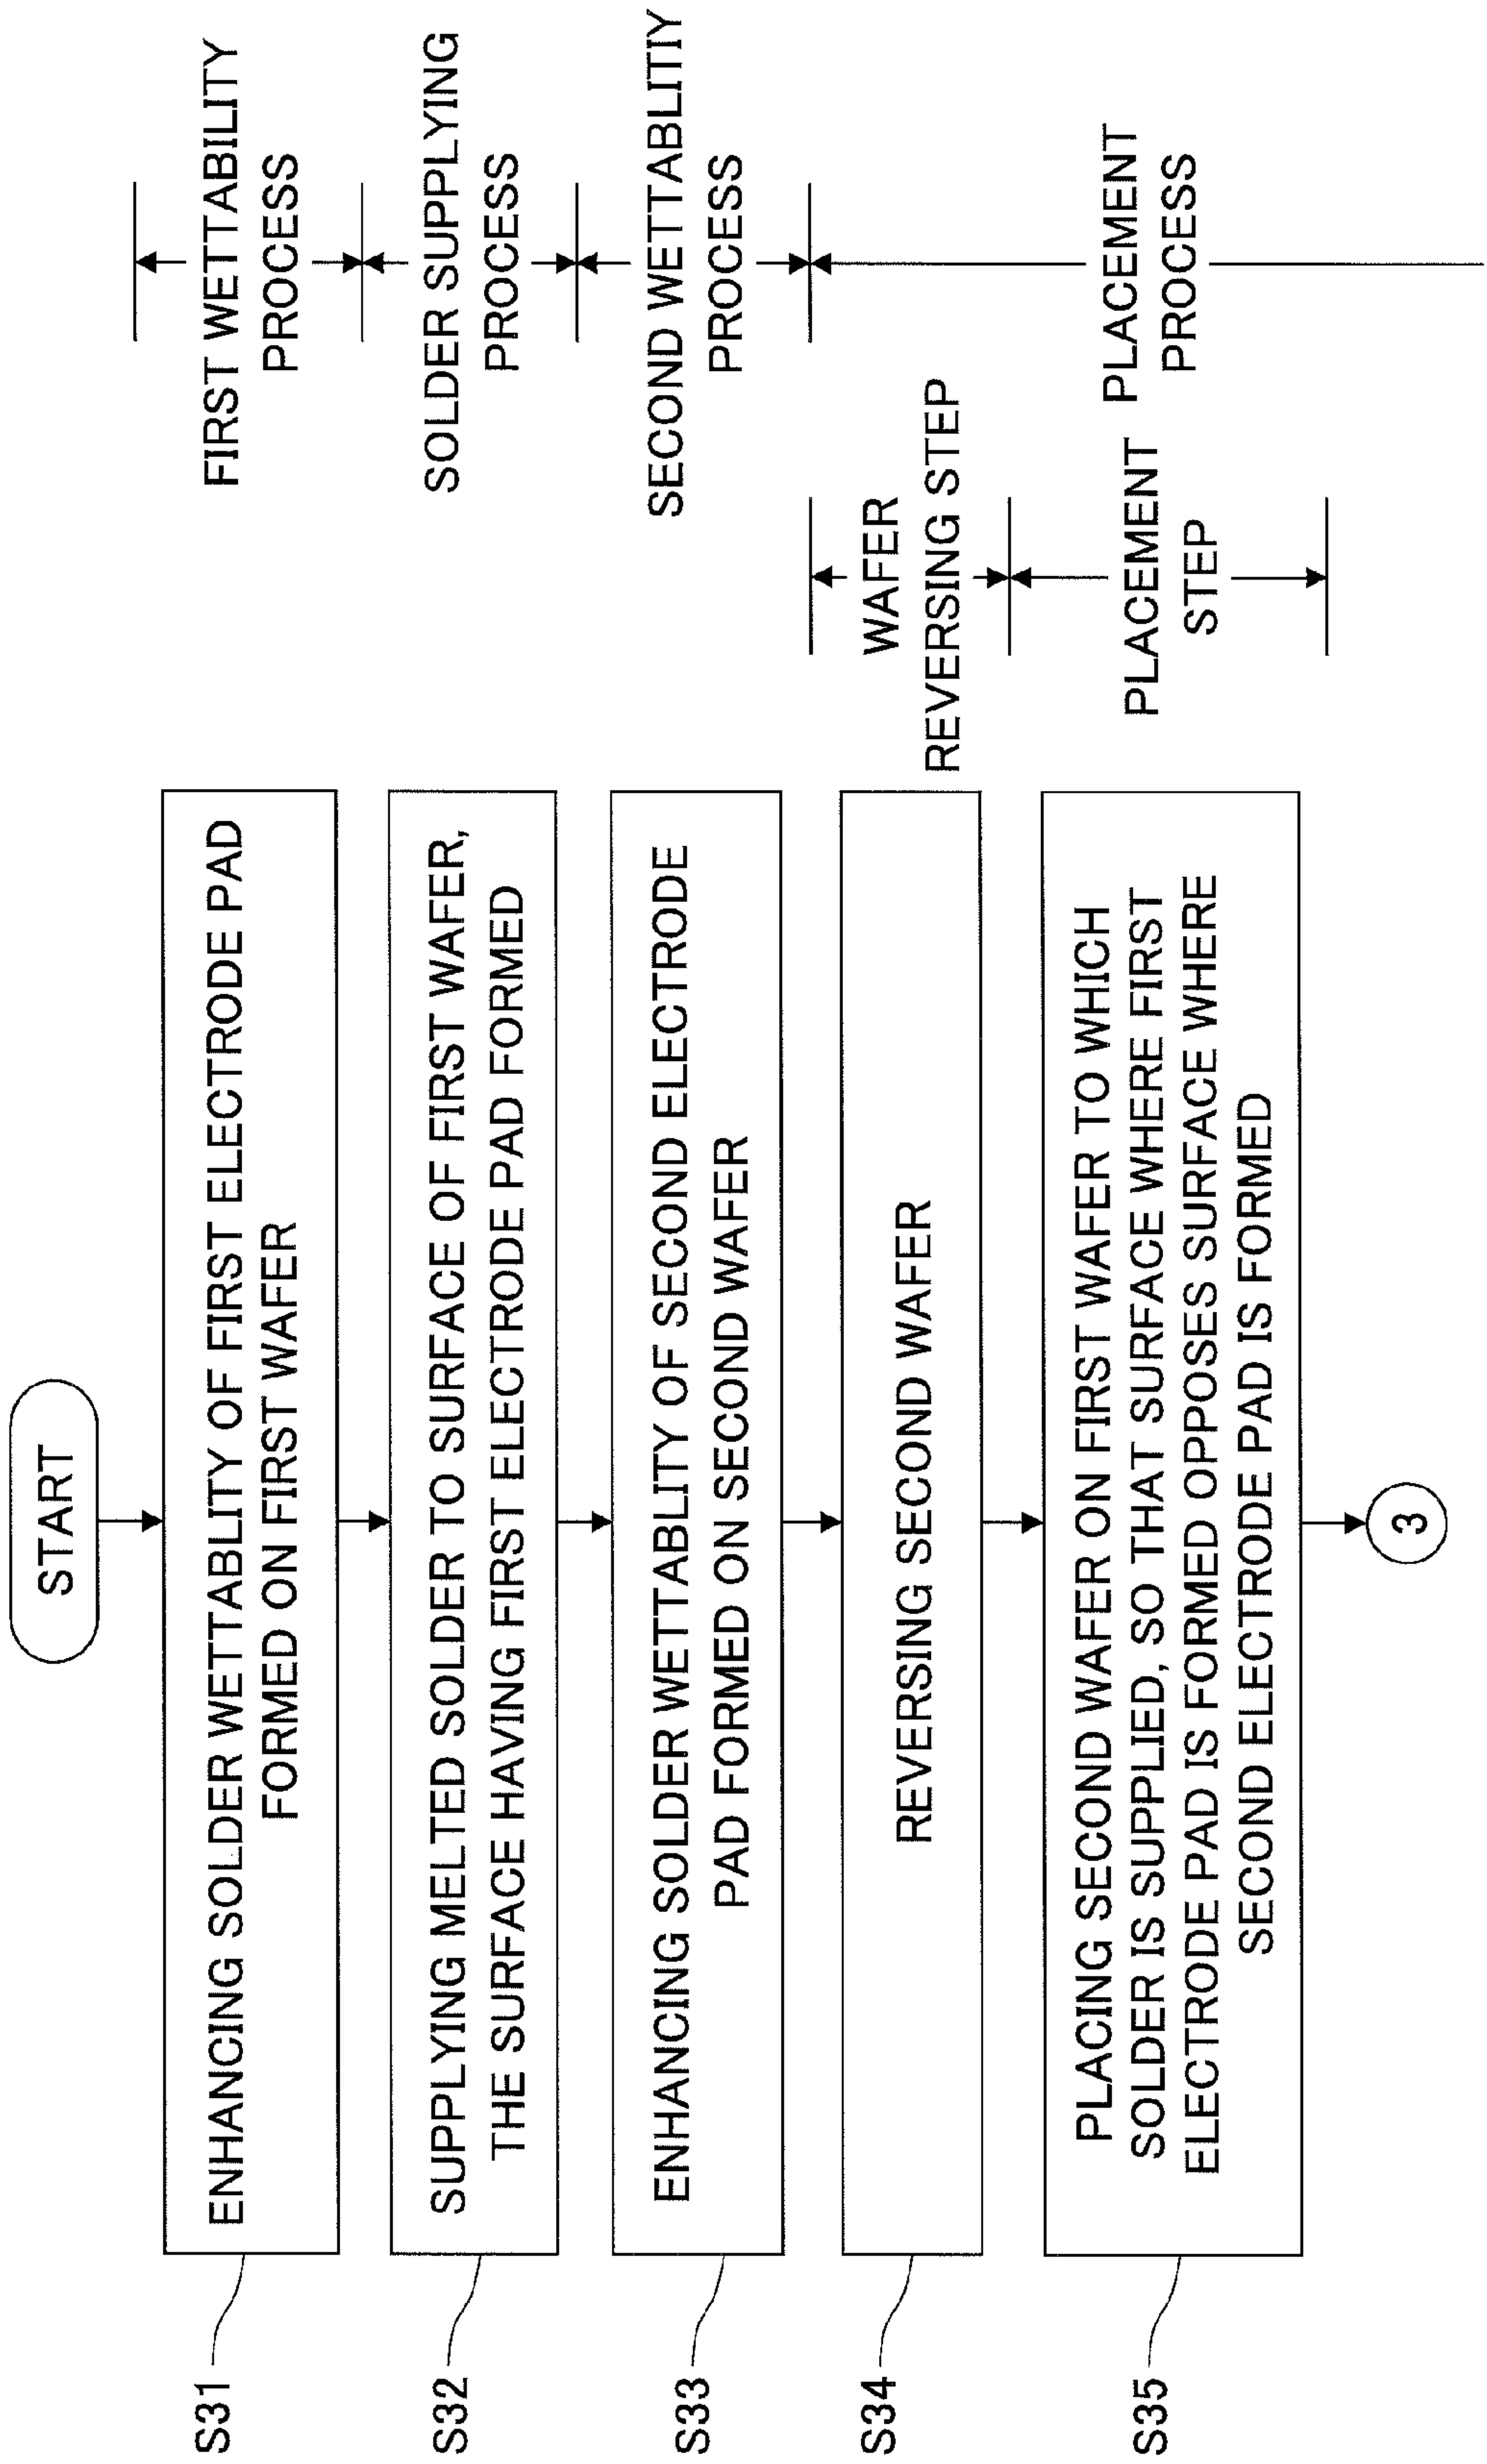 START
S31
ENHANCING SOLDER WETTABLITY OF FIRST ELECTRODE PAD
FORMED ON FIRST WAFER
FIRST WETTABILITY
PROCESS
S32
SUPPLYING MELTED SOLDER TO SURFACE OF FIRST WAFER,
THE SURFACE HAVING FIRST ELECTRODE PAD FORMED
SOLDER SUPPLYING
PROCESS
S33
ENHANCING SOLDER WETTABLITY OF SECOND ELECTRODE
PAD FORMED ON SECOND WAFER
SECOND WETTABLITIY
PROCESS
S34
REVERSING SECOND WAFER
WAFER
REVERSING STEP
S35
PLACING SECOND WAFER ON FIRST WAFER TO WHICH
SOLDER IS SUPPLIED, SO THAT SURFACE WHERE FIRST
ELECTRODE PAD IS FORMED OPPOSES SURFACE WHERE
SECOND ELECTRODE PAD IS FORMED
PLACEMENT
STEP
PLACEMENT
PROCESS
3